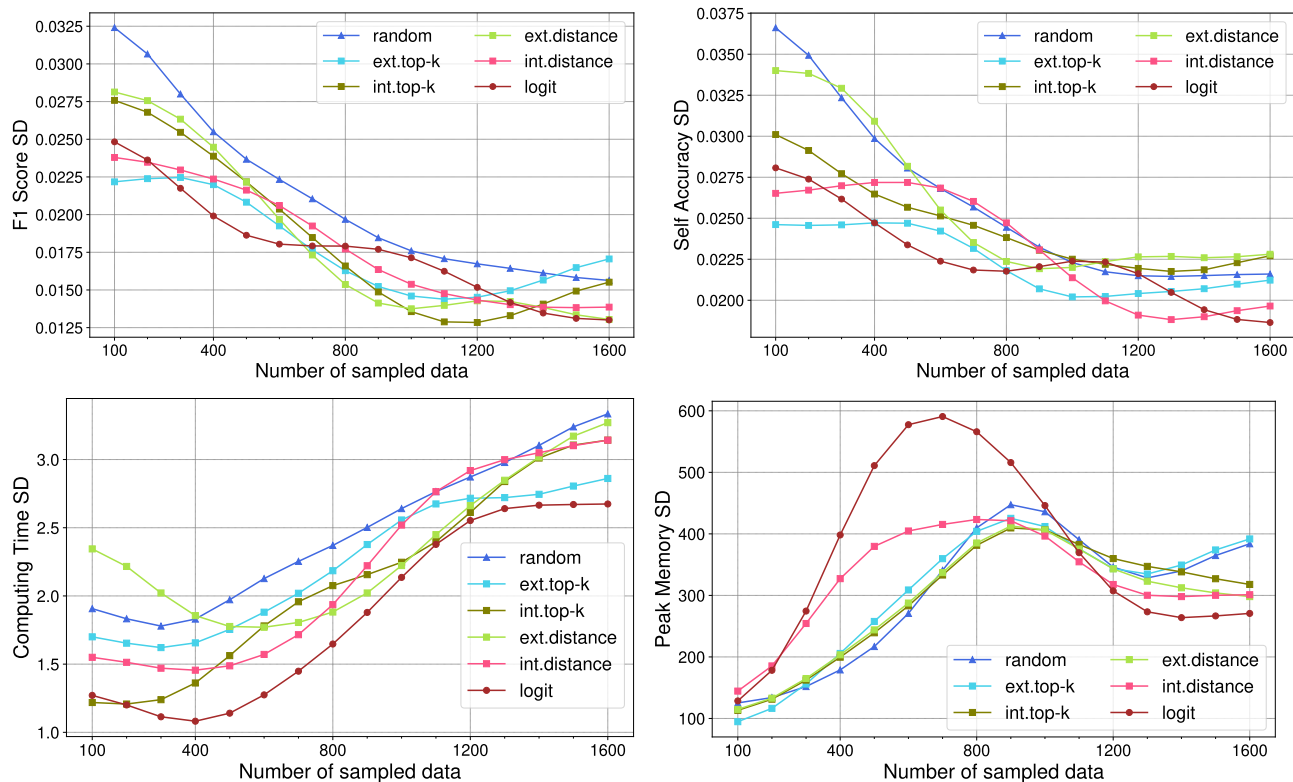 0.0325
0.0300
0.0275
0.0250
0.0225
0.0200
0.0175
0.0150
0.0125
F1 Score SD
random
ext.top-k
int.top-k
ext.distance
int.distance
logit
100
400
800
1200
1600
Number of sampled data
0.0375
0.0350
0.0325
0.0300
0.0275
0.0250
0.0225
0.0200
Self Accuracy SD
random
ext.top-k
int.top-k
ext.distance
int.distance
logit
100
400
800
1200
1600
Number of sampled data
3.0
2.5
2.0
1.5
1.0
Computing Time SD
random
ext.top-k
int.top-k
ext.distance
int.distance
logit
100
400
800
1200
1600
Number of sampled data
600
500
400
300
200
100
Peak Memory SD
random
ext.top-k
int.top-k
ext.distance
int.distance
logit
100
400
800
1200
1600
Number of sampled data